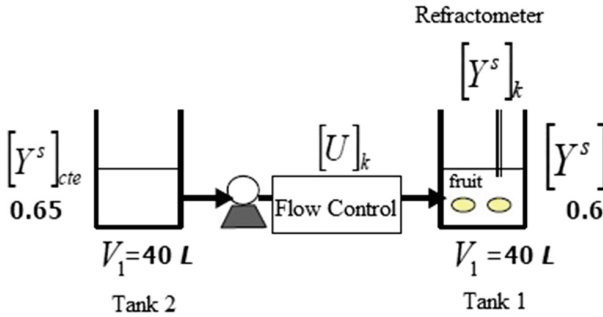 Refractometer
[Y^s]_k
[Y^s]_cte
0.65
[U]_k
Flow Control
fruit
[Y^s]
0.6
V_1=40 L
V_1=40 L
Tank 2
Tank 1